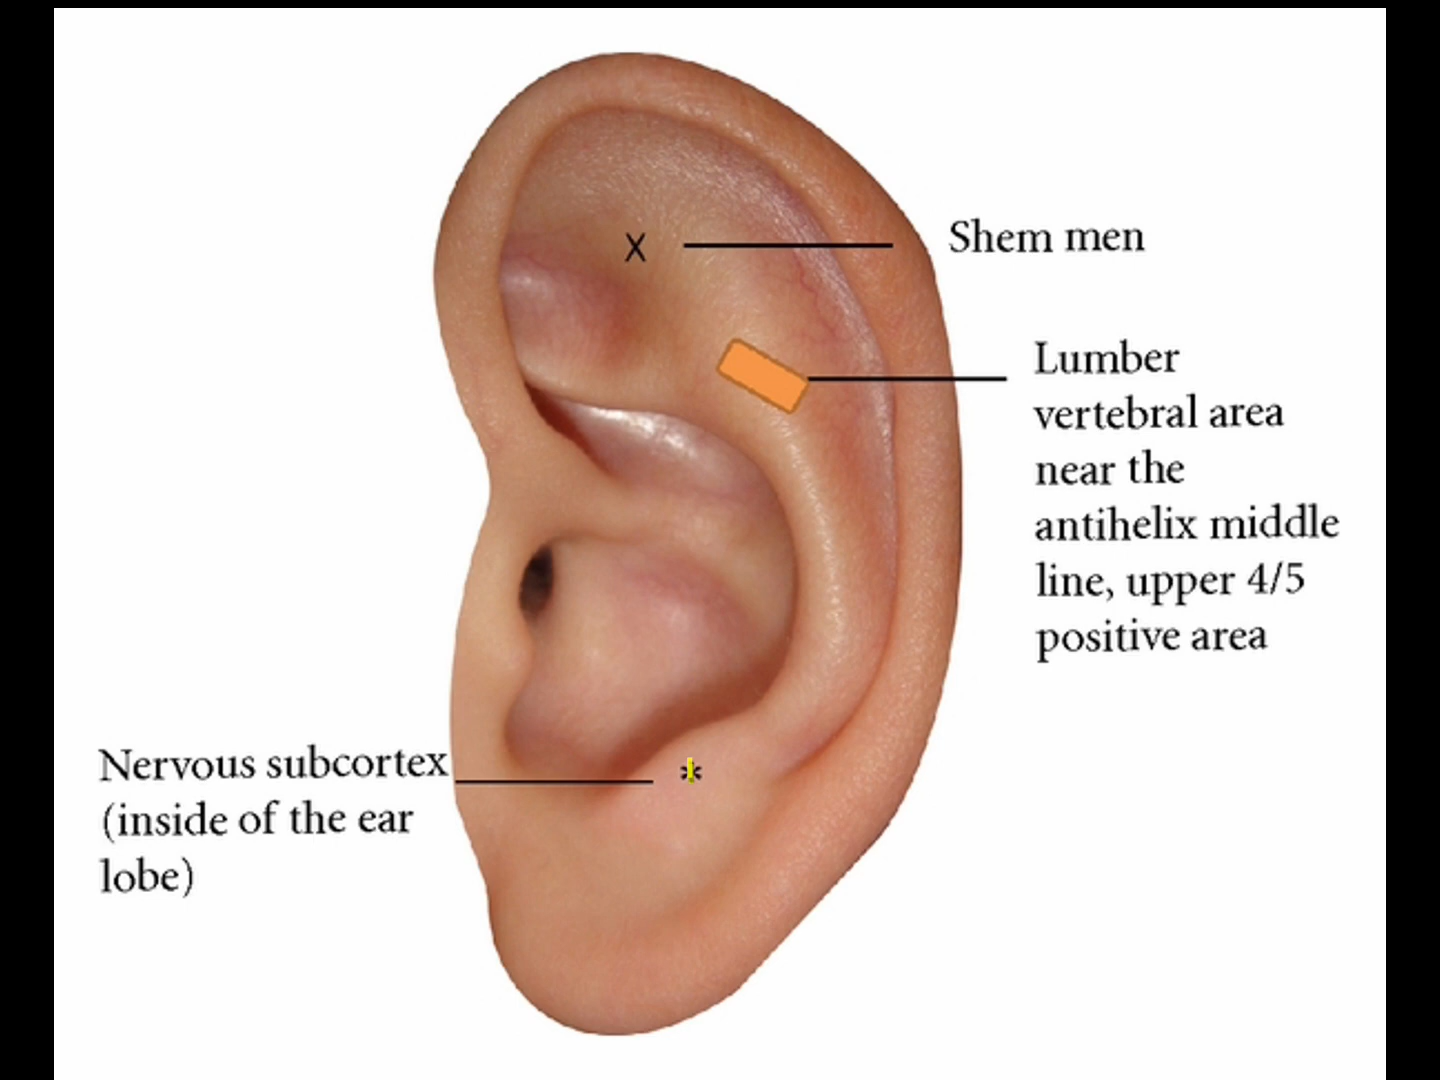 Shem men
X
Lumber
vertebral area
near the
antihelix middle
line, upper 4/5
positive area
Nervous subcortex
(inside of the ear
lobe)
*